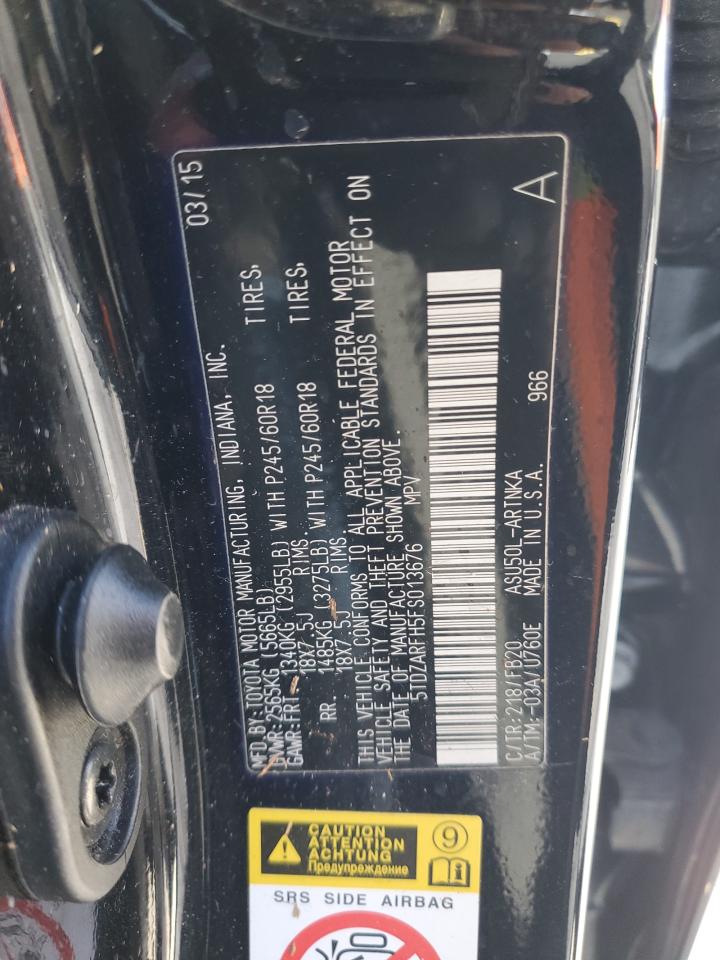 MFD.BY:TOYOTA MOTOR MANUFACTURING, INDIANA, INC. 03/15
GVWR:2565KG (5665LB)
GAWR:FRT 1340KG (2955LB) WITH P245/60R18 TIRES,
18X7.5J RIMS
RR. 1485KG (3275LB) WITH P245/60R18 TIRES,
18X7.5J RIMS
THIS VEHICLE CONFORMS TO ALL APPLICABLE FEDERAL MOTOR
VEHICLE SAFETY AND THEFT PREVENTION STANDARDS IN EFFECT ON
THE DATE OF MANUFACTURE SHOWN ABOVE.
5TDZARFH5FS013676 MPV
C/TR:218/FB20 ASU50L-ARTNKA 966
A/TM:-03A/U760E MADE IN U.S.A. A
CAUTION
ATTENTION
ACHTUNG
Предупреждение
9
i
SRS SIDE AIRBAG